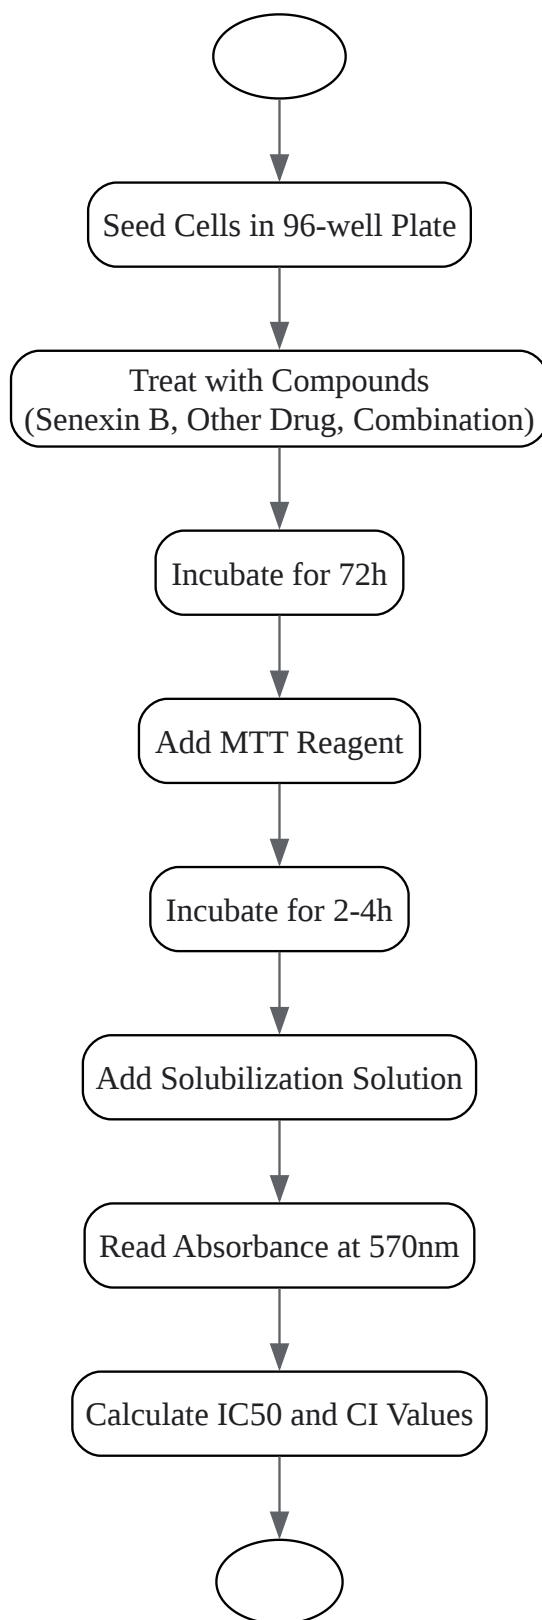 Seed Cells in 96-well Plate
Treat with Compounds
(Senexin B, Other Drug, Combination)
Incubate for 72h
Add MTT Reagent
Incubate for 2-4h
Add Solubilization Solution
Read Absorbance at 570nm
Calculate IC50 and CI Values